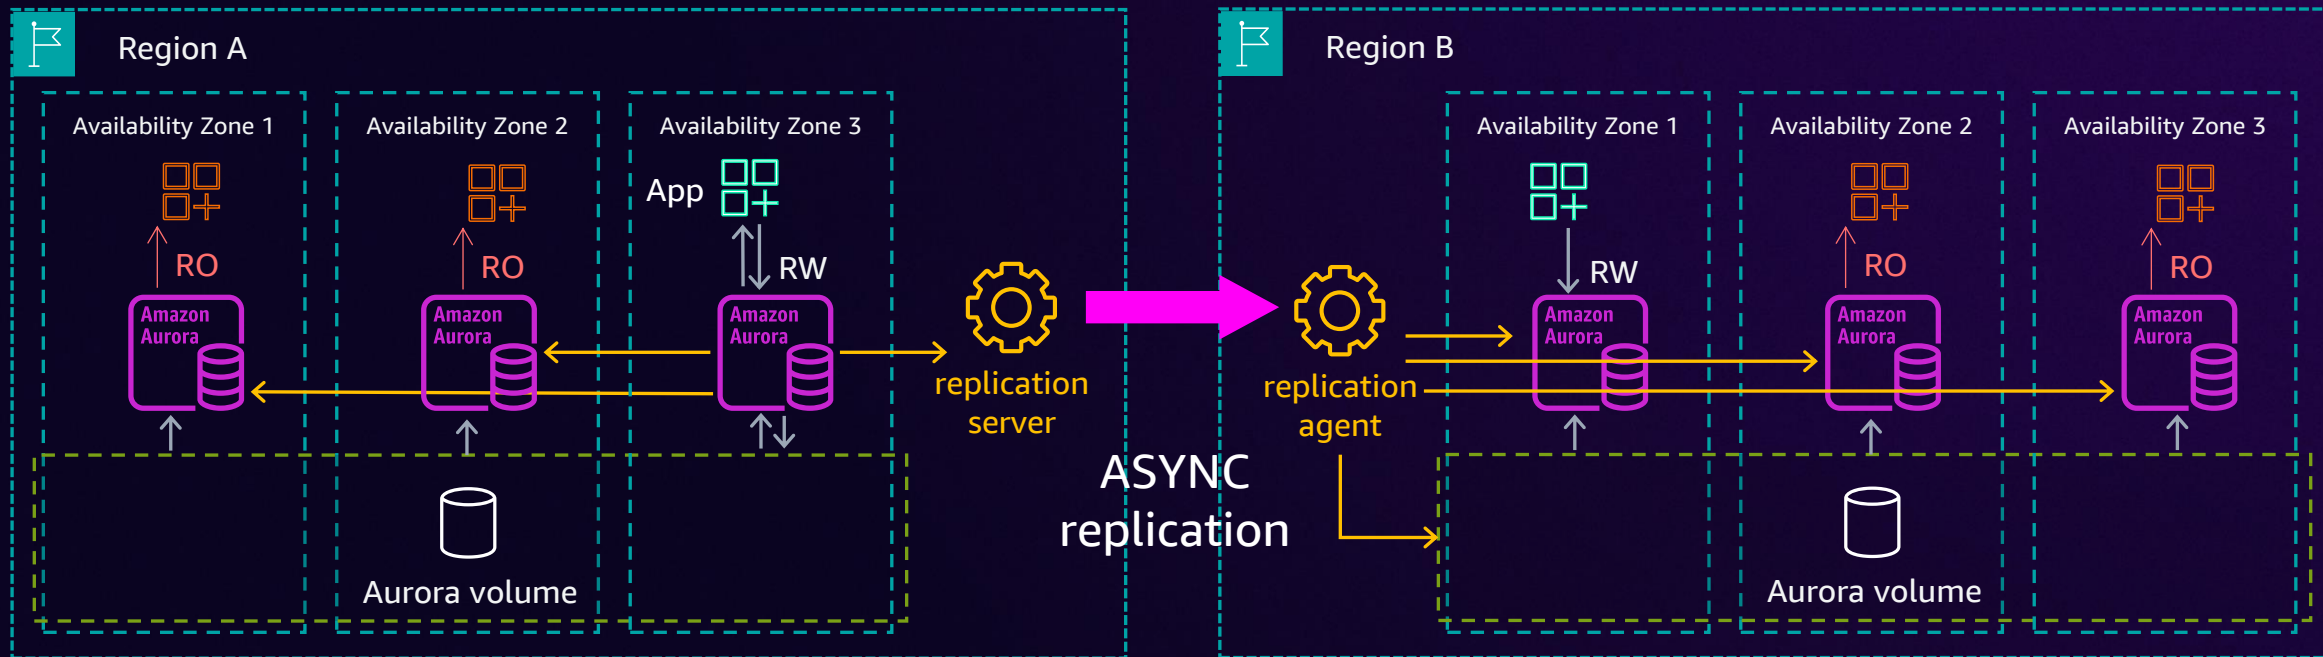 Region A
Availability Zone 1
Availability Zone 2
Availability Zone 3
App
RO
RO
RW
Amazon
Aurora
Amazon
Aurora
Amazon
Aurora
replication
server
Aurora volume
ASYNC
replication
Region B
Availability Zone 1
Availability Zone 2
Availability Zone 3
RW
RO
RO
replication
agent
Amazon
Aurora
Amazon
Aurora
Amazon
Aurora
Aurora volume